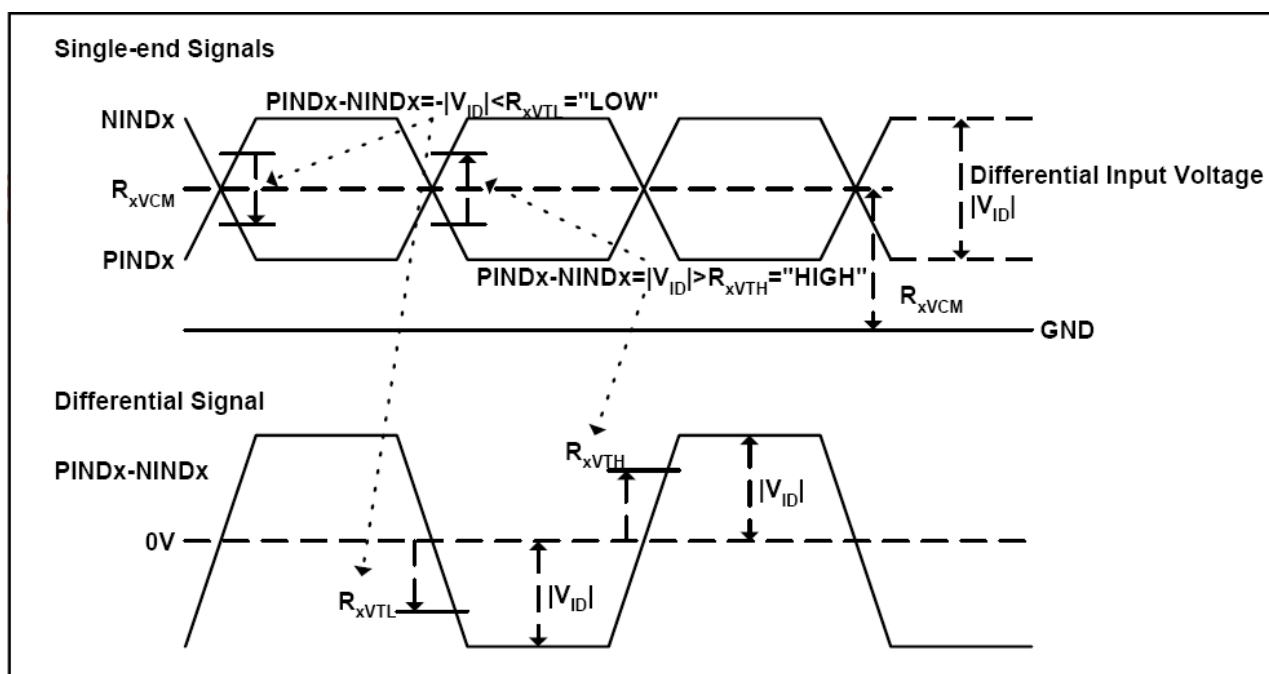 Single-end Signals
PINDx-NINDx=-|VID|<RxVTL="LOW"
NINDx
RxVCM
Differential Input Voltage
|VID|
PINDx
PINDx-NINDx=|VID|>RxVTH="HIGH"
RxVCM
GND
Differential Signal
PINDx-NINDx
RxVTH
|VID|
0V
RxVTL
|VID|